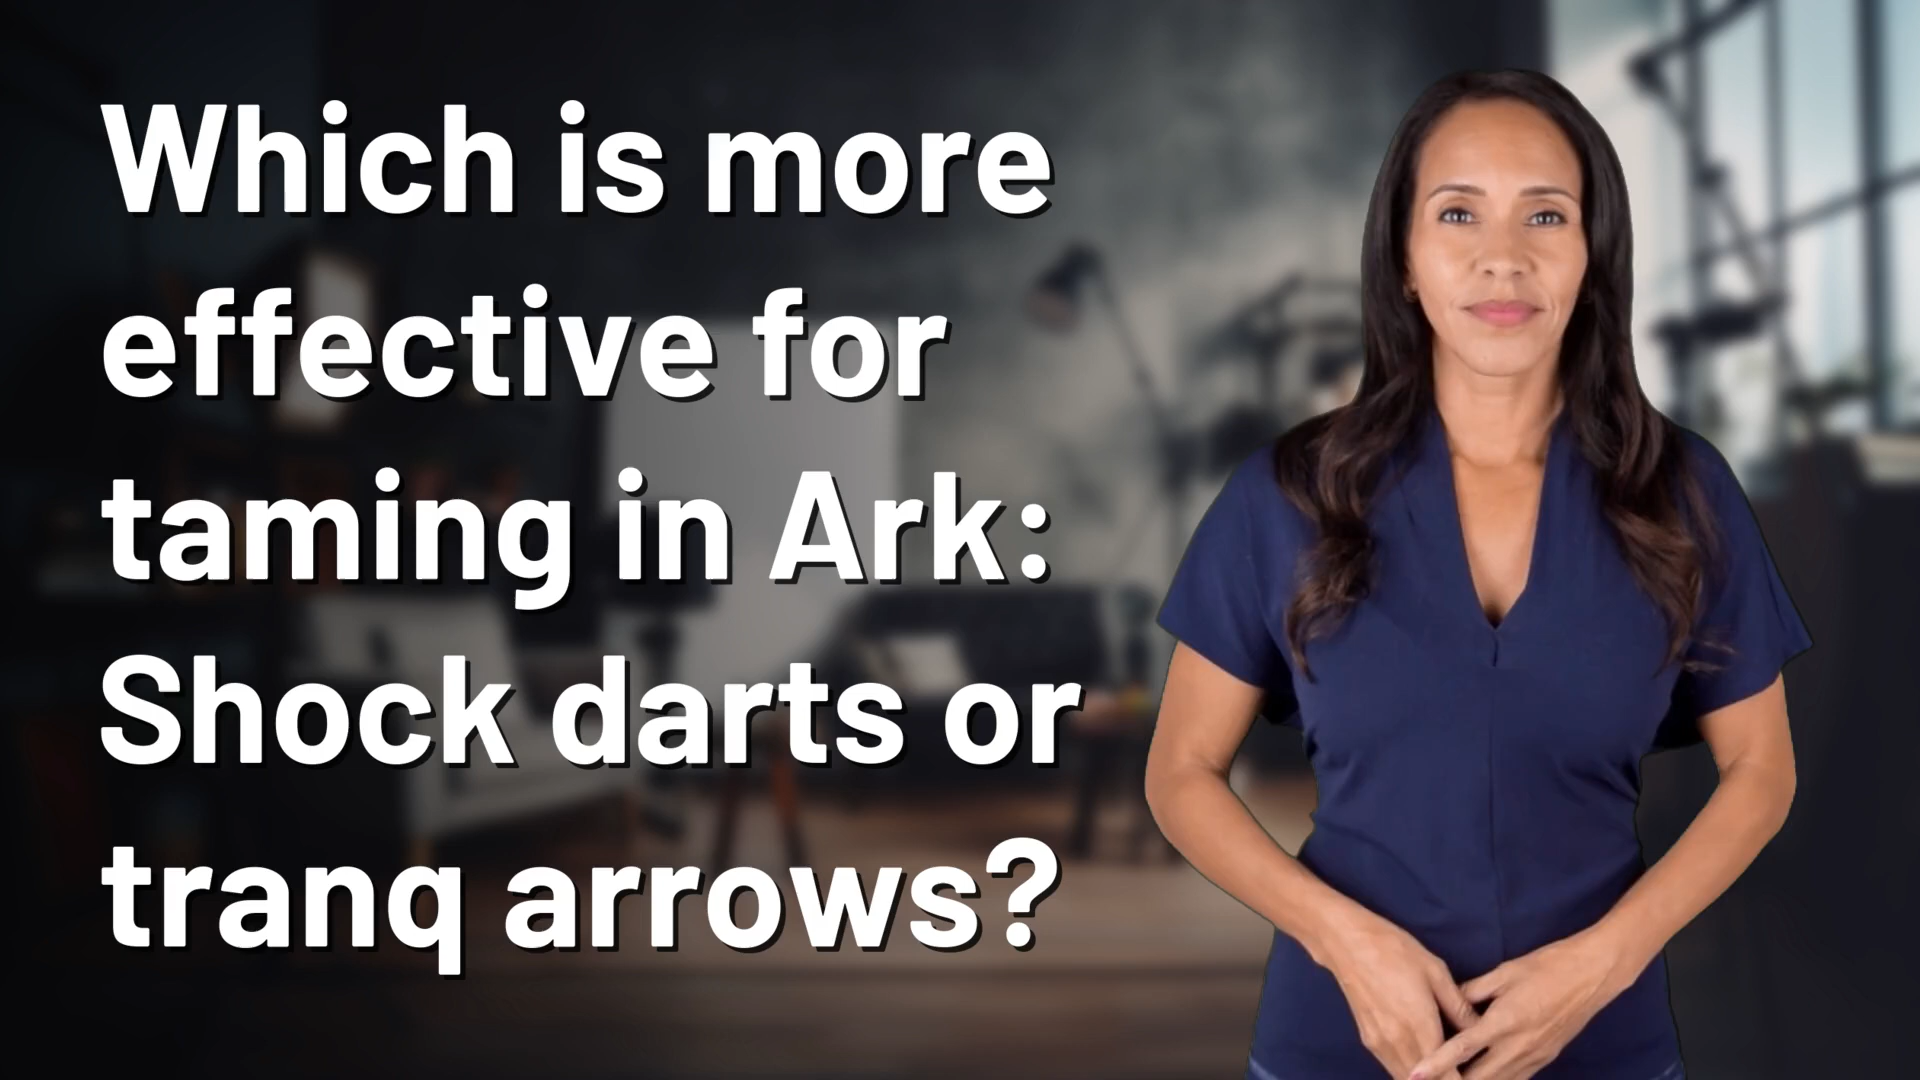 Which is more
effective for
taming in Ark:
Shock darts or
tranq arrows?